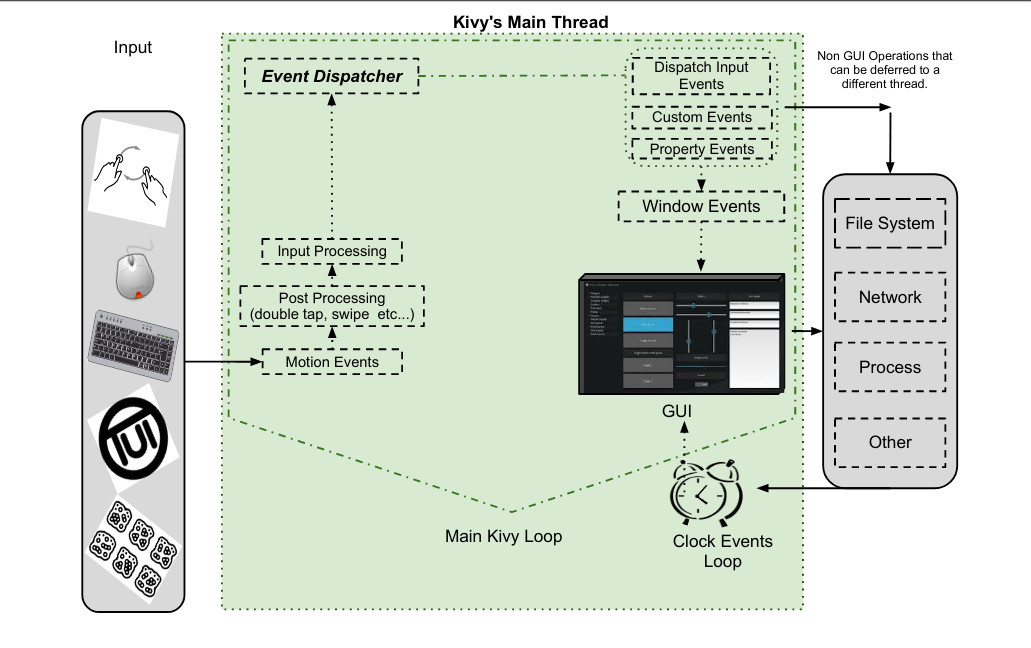 Kivy's Main Thread
Input
Event Dispatcher
Dispatch Input
Events
Custom Events
Property Events
Non GUI Operations that
can be deferred to a
different thread.
Window Events
File System
Network
Process
Other
Input Processing
Post Processing
(double tap, swipe etc...)
Motion Events
TUI
GUI
Main Kivy Loop
Clock Events
Loop